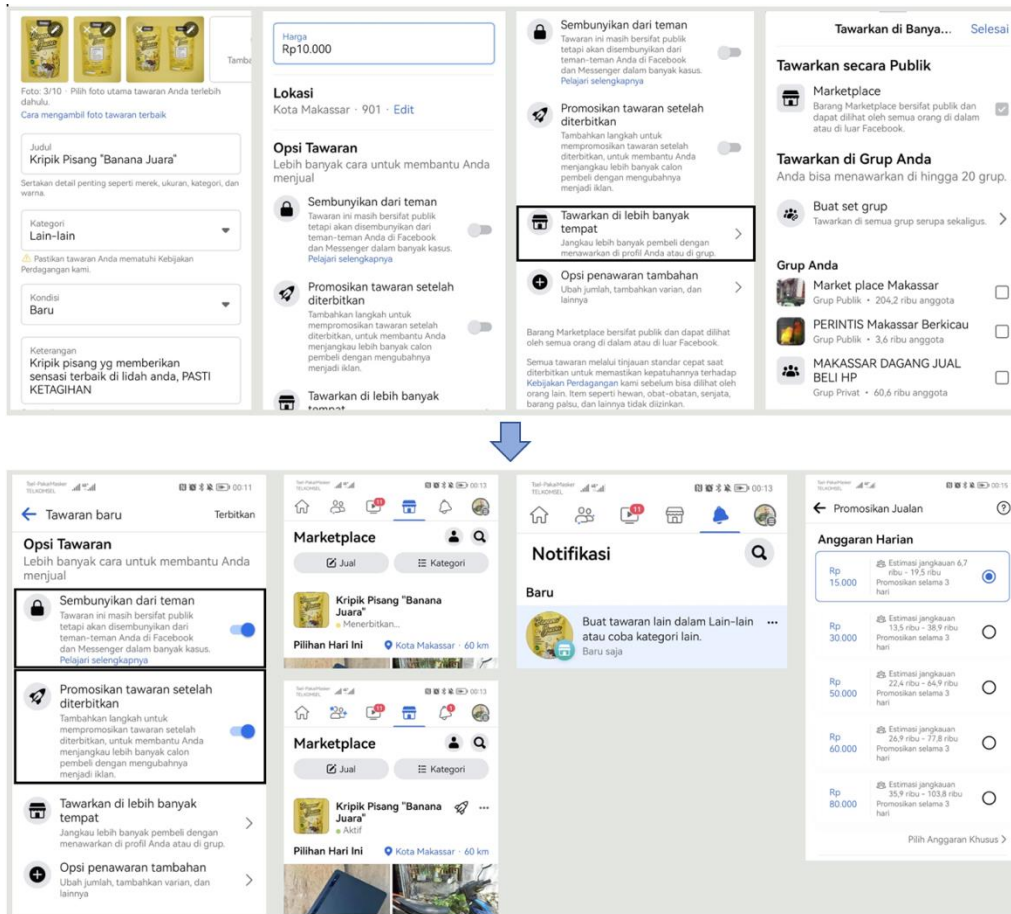 Tamba
Foto: 3/10 · Pilih foto utama tawaran Anda terlebih
dahulu.
Cara mengambil foto tawaran terbaik
Judul
Kripik Pisang "Banana Juara"
Sertakan detail penting seperti merek, ukuran, kategori, dan
warna.
Kategori
Lain-lain
Pastikan tawaran Anda mematuhi Kebijakan
Perdagangan kami.
Kondisi
Baru
Keterangan
Kripik pisang yg memberikan
sensasi terbaik di lidah anda, PASTI
KETAGIHAN
Harga
Rp10.000
Lokasi
Kota Makassar · 901 · Edit
Opsi Tawaran
Lebih banyak cara untuk membantu Anda
menjual
Sembunyikan dari teman
Tawaran ini masih bersifat publik
tetapi akan disembunyikan dari
teman-teman Anda di Facebook
dan Messenger dalam banyak kasus.
Pelajari selengkapnya
Promosikan tawaran setelah
diterbitkan
Tambahkan langkah untuk
mempromosikan tawaran setelah
diterbitkan, untuk membantu Anda
menjangkau lebih banyak calon
pembeli dengan mengubahnya
menjadi iklan.
Tawarkan di lebih banyak
tempat
Sembunyikan dari teman
Tawaran ini masih bersifat publik
tetapi akan disembunyikan dari
teman-teman Anda di Facebook
dan Messenger dalam banyak kasus.
Pelajari selengkapnya
Promosikan tawaran setelah
diterbitkan
Tambahkan langkah untuk
mempromosikan tawaran setelah
diterbitkan, untuk membantu Anda
menjangkau lebih banyak calon
pembeli dengan mengubahnya
menjadi iklan.
Tawarkan di lebih banyak
tempat
Jangkau lebih banyak pembeli dengan
menawarkan di profil Anda atau di grup.
Opsi penawaran tambahan
Ubah jumlah, tambahkan varian, dan
lainnya
Barang Marketplace bersifat publik dan dapat dilihat
oleh semua orang di dalam atau di luar Facebook.
Semua tawaran melalui tinjauan standar cepat saat
diterbitkan untuk memastikan kepatuhannya terhadap
Kebijakan Perdagangan kami sebelum bisa dilihat oleh
orang lain. Item seperti hewan, obat-obatan, senjata,
barang palsu, dan lainnya tidak diizinkan.
Tawarkan di Banya... Selesai
Tawarkan secara Publik
Marketplace
Barang Marketplace bersifat publik dan
dapat dilihat oleh semua orang di dalam
atau di luar Facebook.
Tawarkan di Grup Anda
Anda bisa menawarkan di hingga 20 grup.
Buat set grup
Tawarkan di semua grup serupa sekaligus.
Grup Anda
Market place Makassar
Grup Publik • 204,2 ribu anggota
PERINTIS Makassar Berkicau
Grup Publik • 3,6 ribu anggota
MAKASSAR DAGANG JUAL
BELI HP
Grup Privat • 60,6 ribu anggota
TELKOMSEL 00:11
Tawaran baru Terbitkan
Opsi Tawaran
Lebih banyak cara untuk membantu Anda
menjual
Sembunyikan dari teman
Tawaran ini masih bersifat publik
tetapi akan disembunyikan dari
teman-teman Anda di Facebook
dan Messenger dalam banyak kasus.
Pelajari selengkapnya
Promosikan tawaran setelah
diterbitkan
Tambahkan langkah untuk
mempromosikan tawaran setelah
diterbitkan, untuk membantu Anda
menjangkau lebih banyak calon
pembeli dengan mengubahnya
menjadi iklan.
Tawarkan di lebih banyak
tempat
Jangkau lebih banyak pembeli dengan
menawarkan di profil Anda atau di grup.
Opsi penawaran tambahan
Ubah jumlah, tambahkan varian, dan
lainnya
TELKOMSEL 00:13
11
Marketplace
Jual Kategori
Kripik Pisang "Banana
Juara"
Menerbitkan...
Pilihan Hari Ini Kota Makassar · 60 km
TELKOMSEL 00:13
11 1
Marketplace
Jual Kategori
Kripik Pisang "Banana
Juara"
Aktif
Pilihan Hari Ini Kota Makassar · 60 km
TELKOMSEL 00:13
11
Notifikasi
Baru
Buat tawaran lain dalam Lain-lain
atau coba kategori lain.
Baru saja
TELKOMSEL 00:15
Promosikan Jualan
Anggaran Harian
Rp
15.000
Estimasi jangkauan 6,7
ribu - 19,5 ribu
Promosikan selama 3
hari
Rp
30.000
Estimasi jangkauan
13,5 ribu - 38,9 ribu
Promosikan selama 3
hari
Rp
50.000
Estimasi jangkauan
22,4 ribu - 64,9 ribu
Promosikan selama 3
hari
Rp
60.000
Estimasi jangkauan
26,9 ribu - 77,8 ribu
Promosikan selama 3
hari
Rp
80.000
Estimasi jangkauan
35,9 ribu - 103,8 ribu
Promosikan selama 3
hari
Pilih Anggaran Khusus